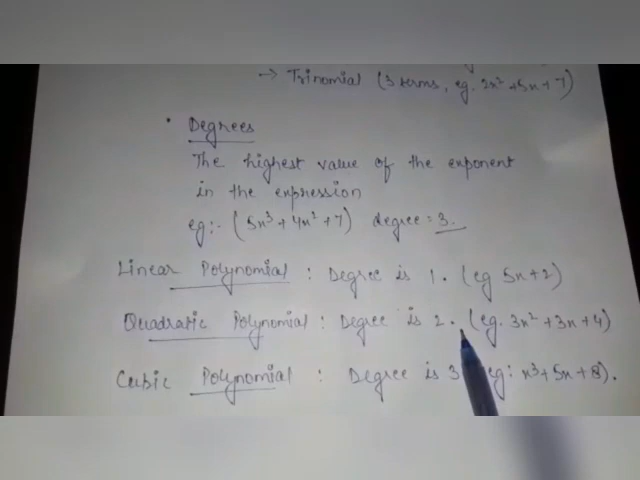 -> Trinomial (3 terms, eg. 2x² + 5x + 7)
• Degrees
The highest value of the exponent
in the expression
eg:- (5x³ + 4x² + 7) degree = 3.
Linear Polynomial : Degree is 1. (eg 5x + 2)
Quadratic Polynomial : Degree is 2. (eg. 3x² + 3x + 4)
Cubic Polynomial : Degree is 3 eg: x³ + 5x + 8).